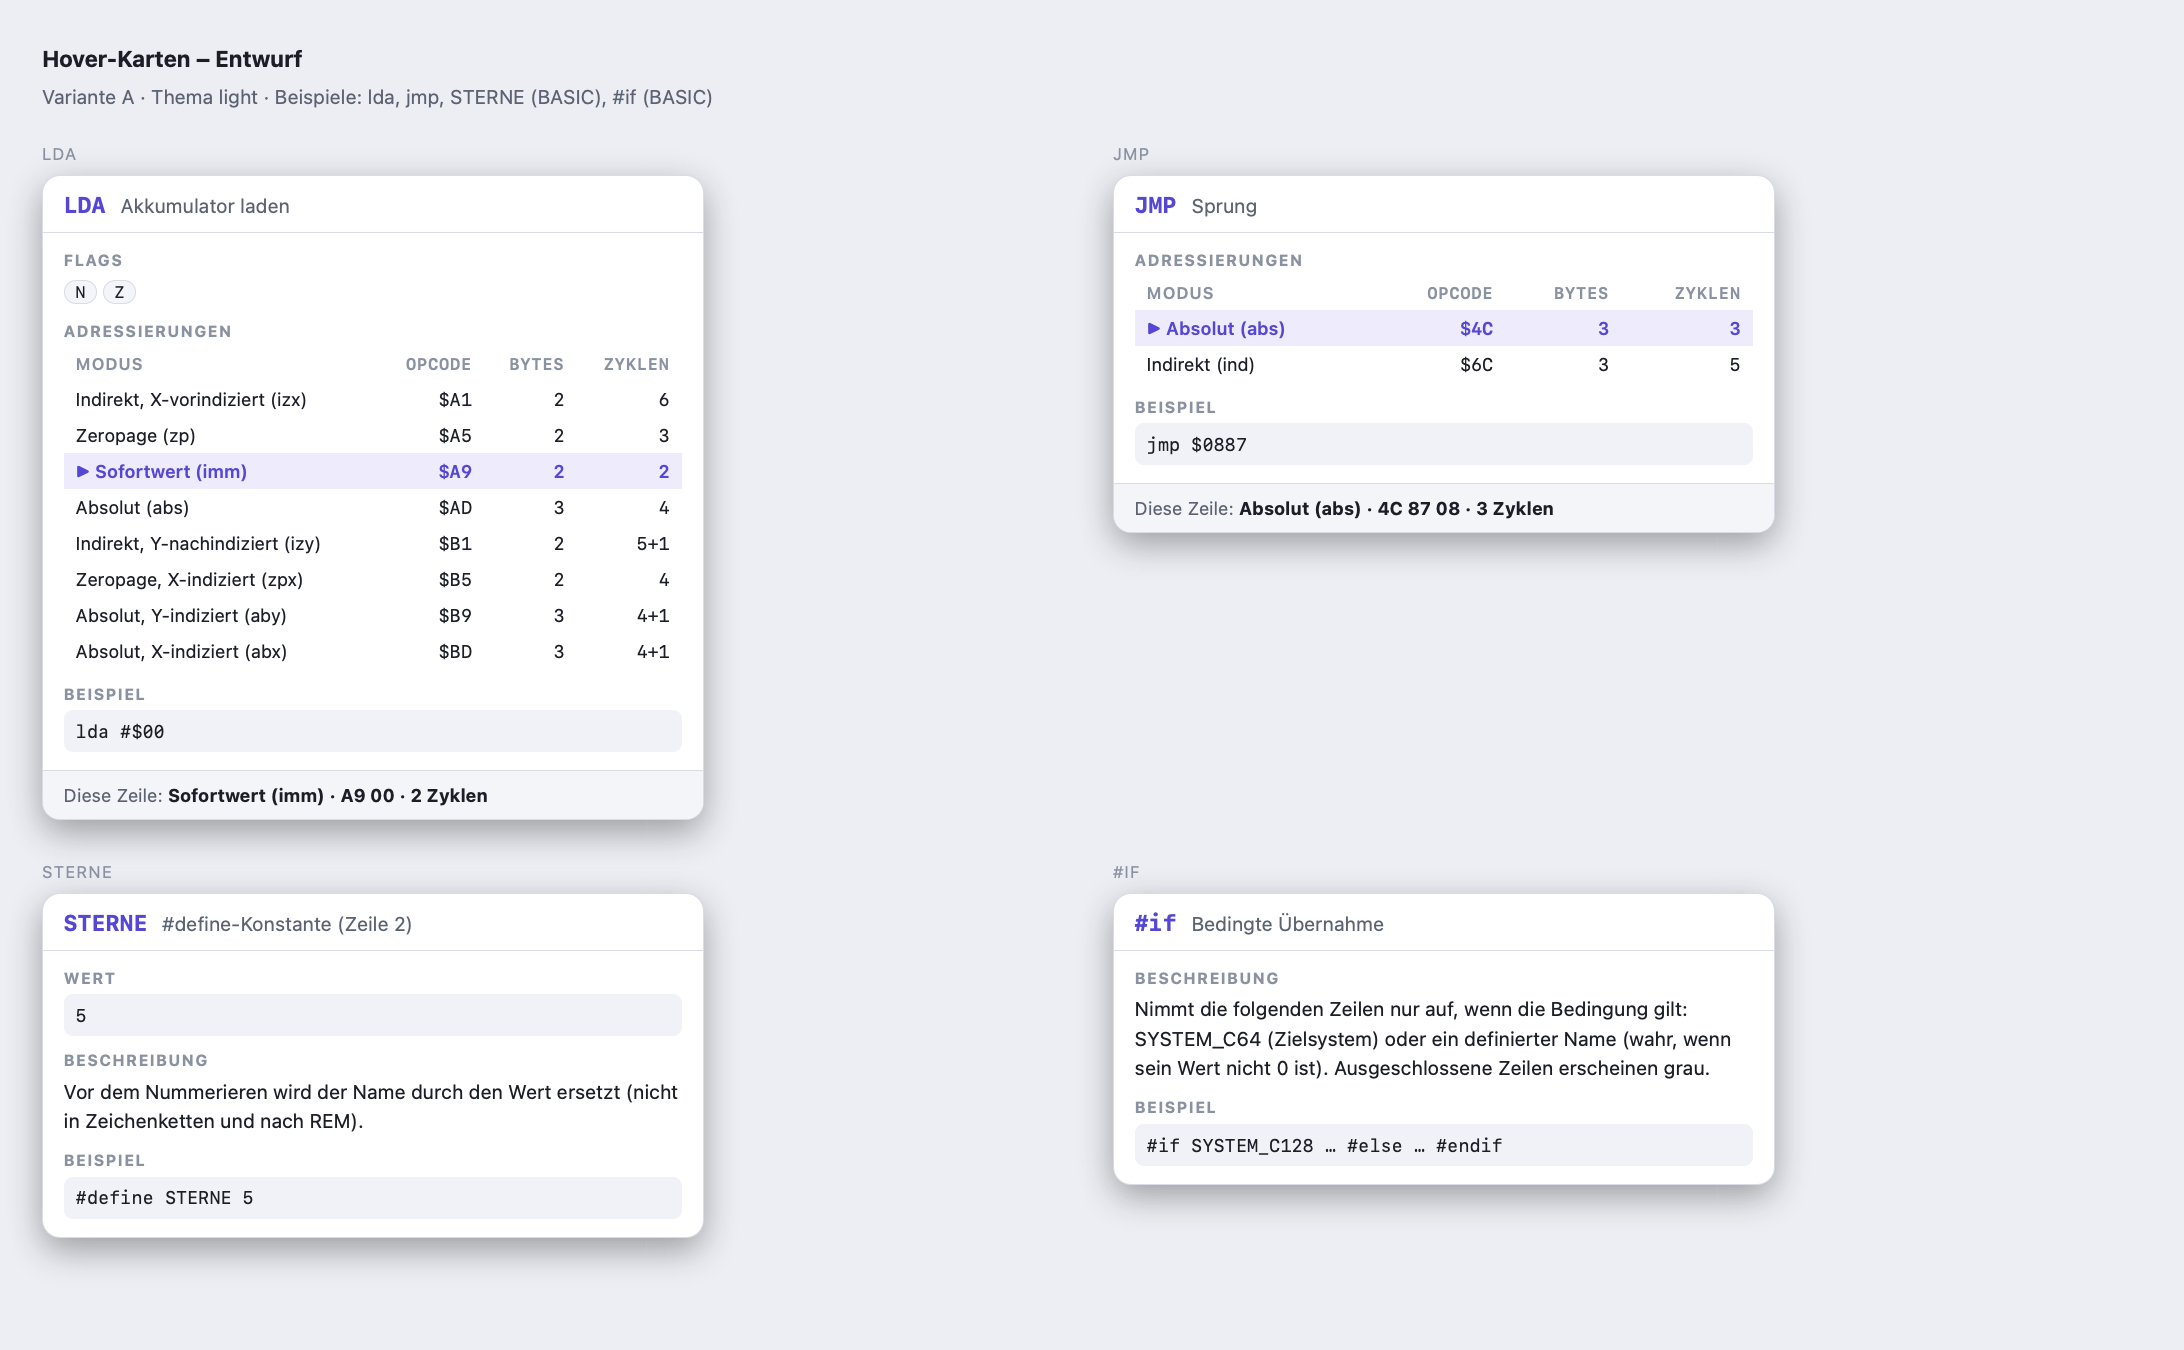 Hover-Karten – Entwurf
Variante A · Thema light · Beispiele: lda, jmp, STERNE (BASIC), #if (BASIC)
LDA
LDA Akkumulator laden
FLAGS
N Z
ADRESSIERUNGEN
MODUS OPCODE BYTES ZYKLEN
Indirekt, X-vorindiziert (izx) $A1 2 6
Zeropage (zp) $A5 2 3
▶ Sofortwert (imm) $A9 2 2
Absolut (abs) $AD 3 4
Indirekt, Y-nachindiziert (izy) $B1 2 5+1
Zeropage, X-indiziert (zpx) $B5 2 4
Absolut, Y-indiziert (aby) $B9 3 4+1
Absolut, X-indiziert (abx) $BD 3 4+1
BEISPIEL
lda #$00
Diese Zeile: Sofortwert (imm) · A9 00 · 2 Zyklen
JMP
JMP Sprung
ADRESSIERUNGEN
MODUS OPCODE BYTES ZYKLEN
▶ Absolut (abs) $4C 3 3
Indirekt (ind) $6C 3 5
BEISPIEL
jmp $0887
Diese Zeile: Absolut (abs) · 4C 87 08 · 3 Zyklen
STERNE
STERNE #define-Konstante (Zeile 2)
WERT
5
BESCHREIBUNG
Vor dem Nummerieren wird der Name durch den Wert ersetzt (nicht
in Zeichenketten und nach REM).
BEISPIEL
#define STERNE 5
#IF
#if Bedingte Übernahme
BESCHREIBUNG
Nimmt die folgenden Zeilen nur auf, wenn die Bedingung gilt:
SYSTEM_C64 (Zielsystem) oder ein definierter Name (wahr, wenn
sein Wert nicht 0 ist). Ausgeschlossene Zeilen erscheinen grau.
BEISPIEL
#if SYSTEM_C128 … #else … #endif